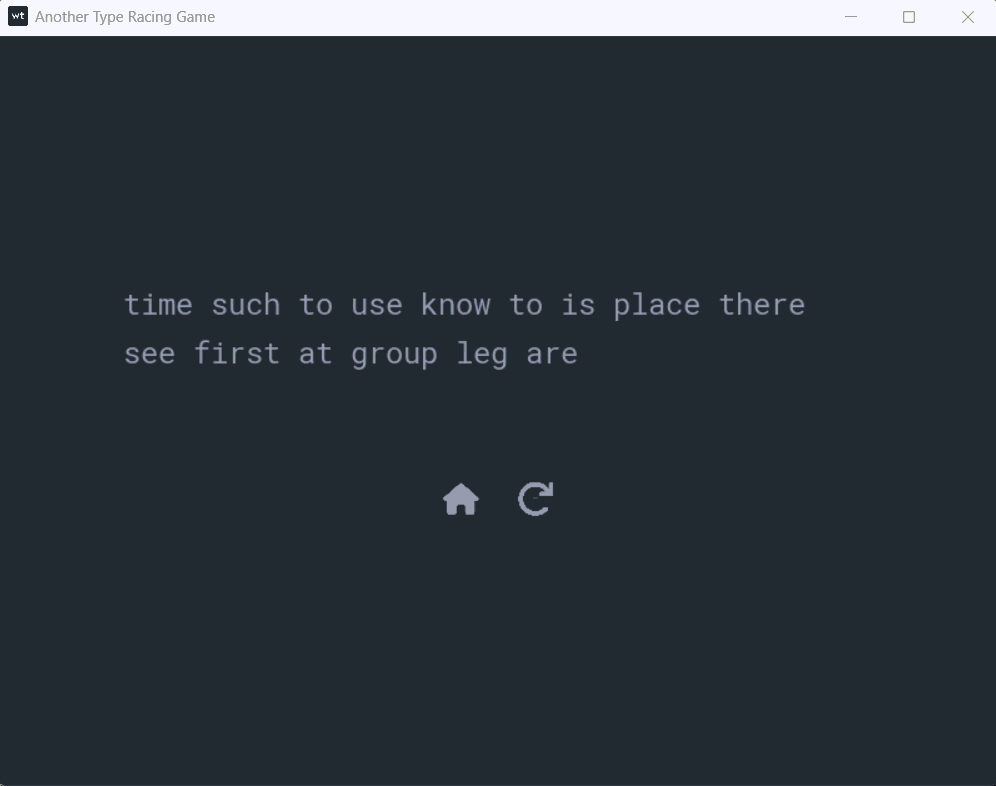 wt Another Type Racing Game
time such to use know to is place there
see first at group leg are